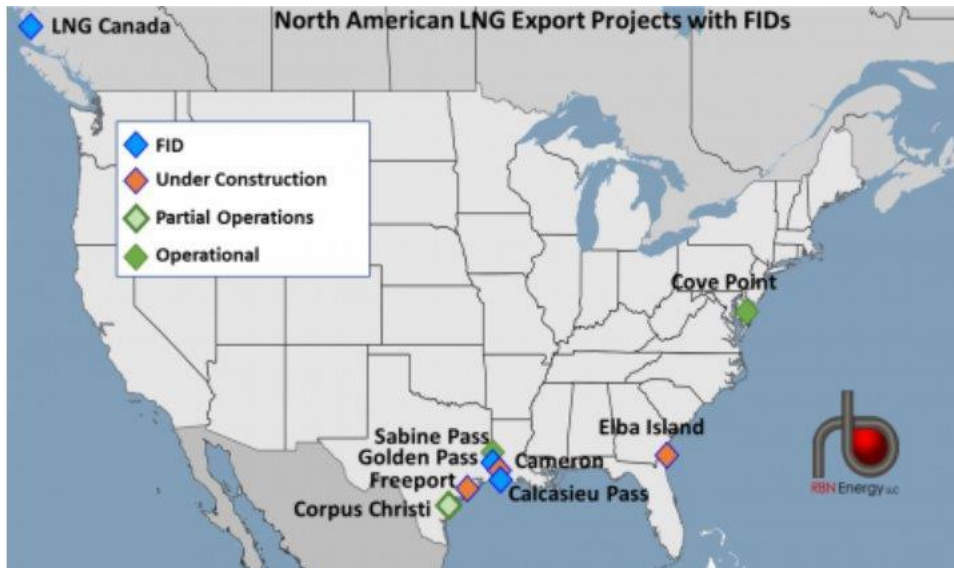 North American LNG Export Projects with FIDs
LNG Canada
FID
Under Construction
Partial Operations
Operational
Cove Point
Elba Island
Sabine Pass
Golden Pass
Cameron
Freeport
Calcasieu Pass
Corpus Christi
RBN Energy LLC